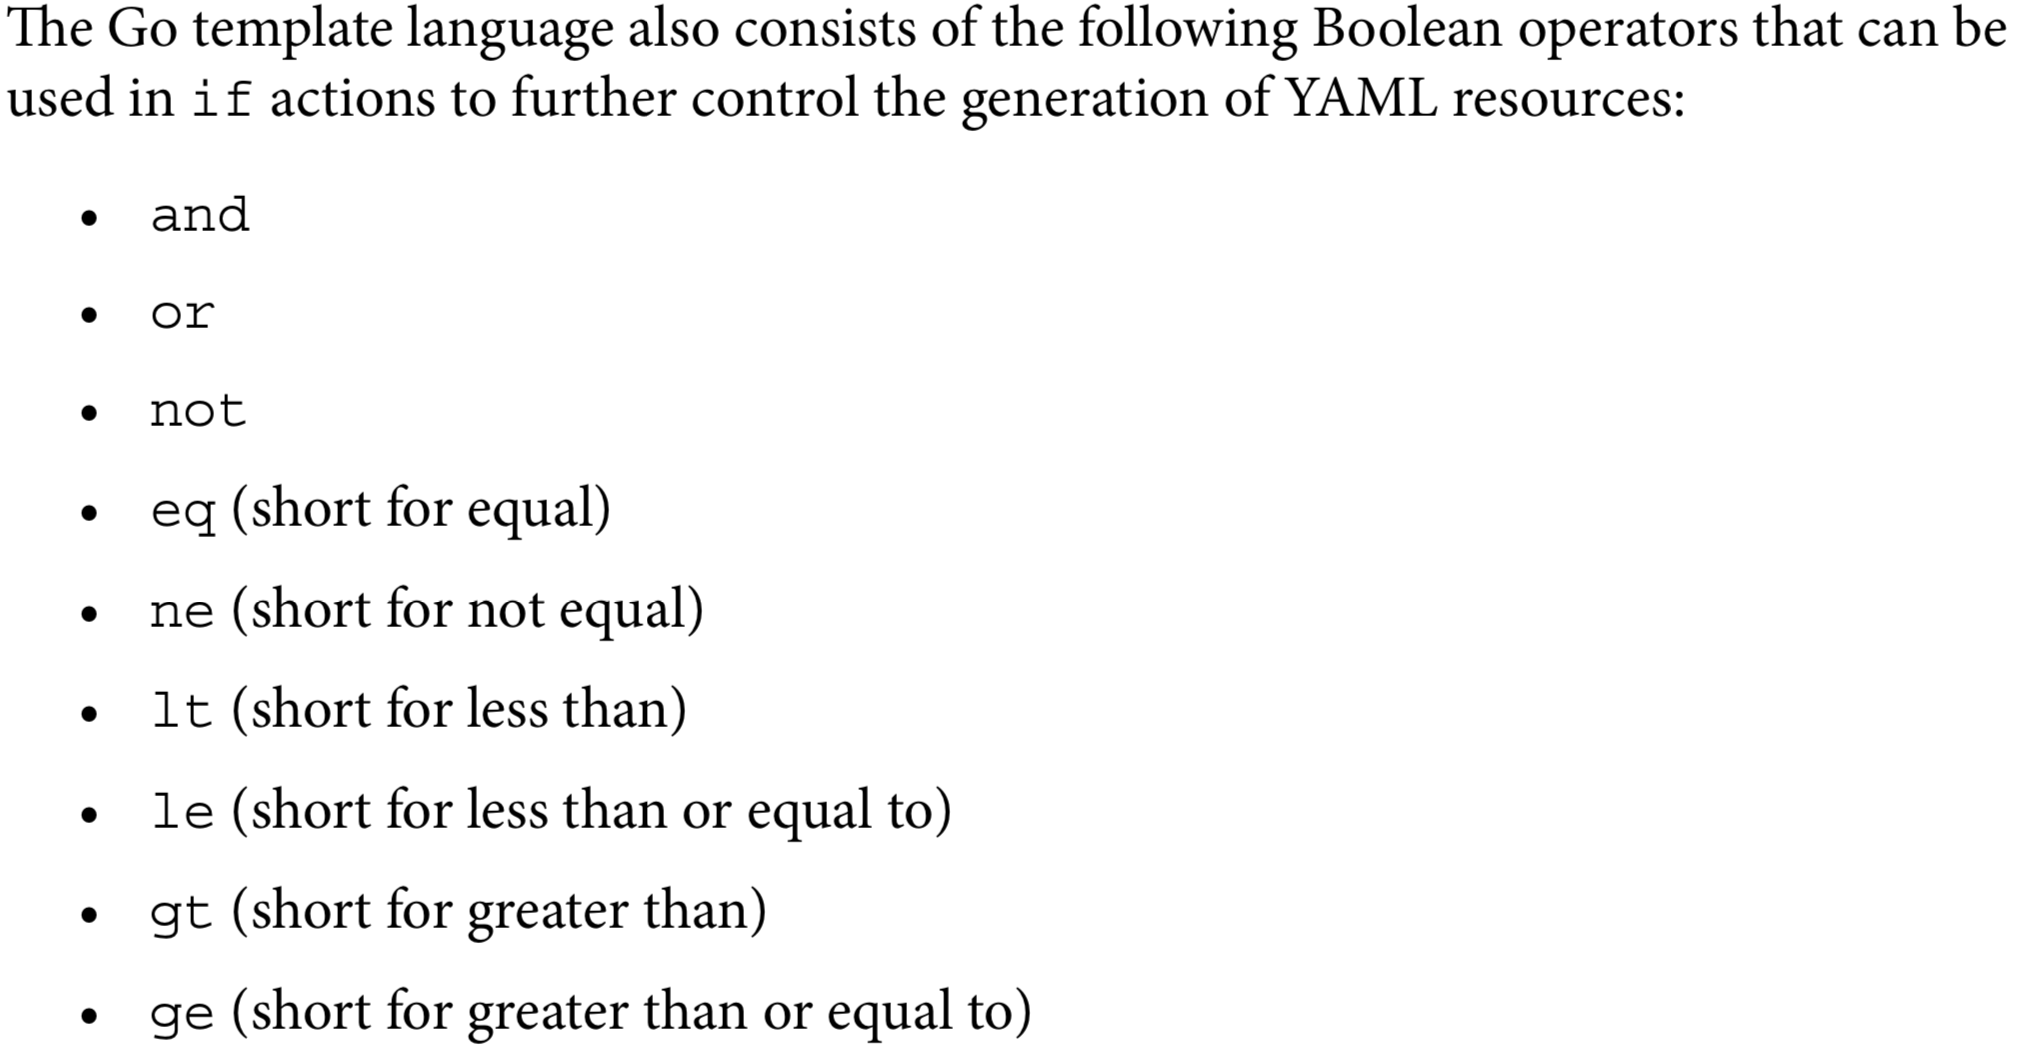 The Go template language also consists of the following Boolean operators that can be
used in if actions to further control the generation of YAML resources:
• and
• or
• not
• eq (short for equal)
• ne (short for not equal)
• lt (short for less than)
• le (short for less than or equal to)
• gt (short for greater than)
• ge (short for greater than or equal to)